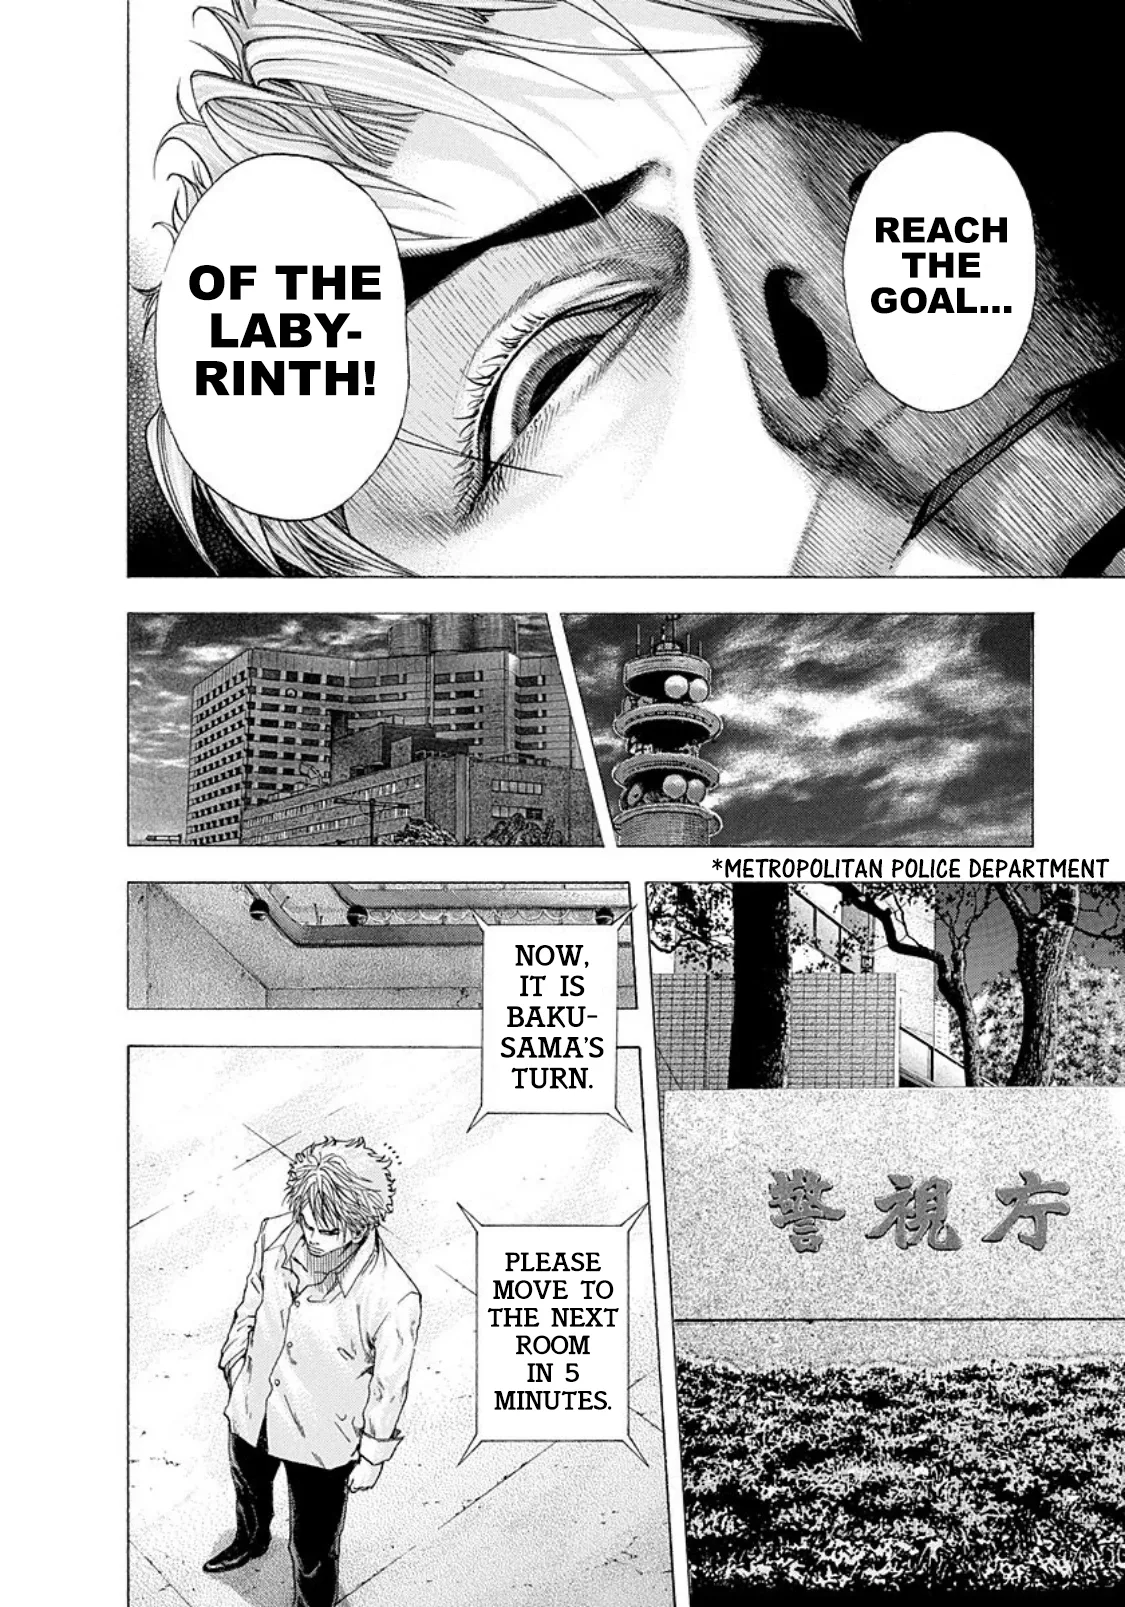 REACH
THE
GOAL...
OF THE
LABY-
RINTH!
*METROPOLITAN POLICE DEPARTMENT
警視庁
NOW,
IT IS
BAKU-
SAMA'S
TURN.
PLEASE
MOVE TO
THE NEXT
ROOM
IN 5
MINUTES.